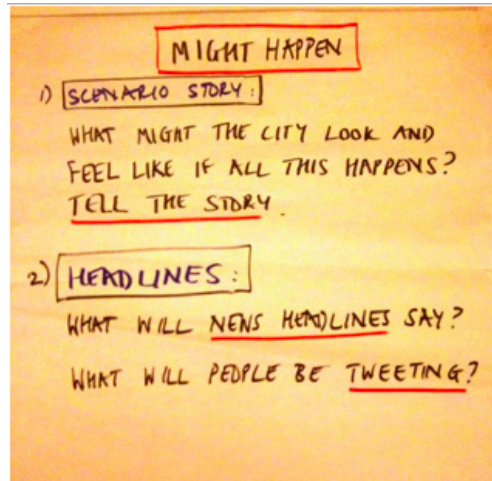 MIGHT HAPPEN
1) SCENARIO STORY:
WHAT MIGHT THE CITY LOOK AND
FEEL LIKE IF ALL THIS HAPPENS?
TELL THE STORY.
2) HEADLINES:
WHAT WILL NEWS HEADLINES SAY?
WHAT WILL PEOPLE BE TWEETING?